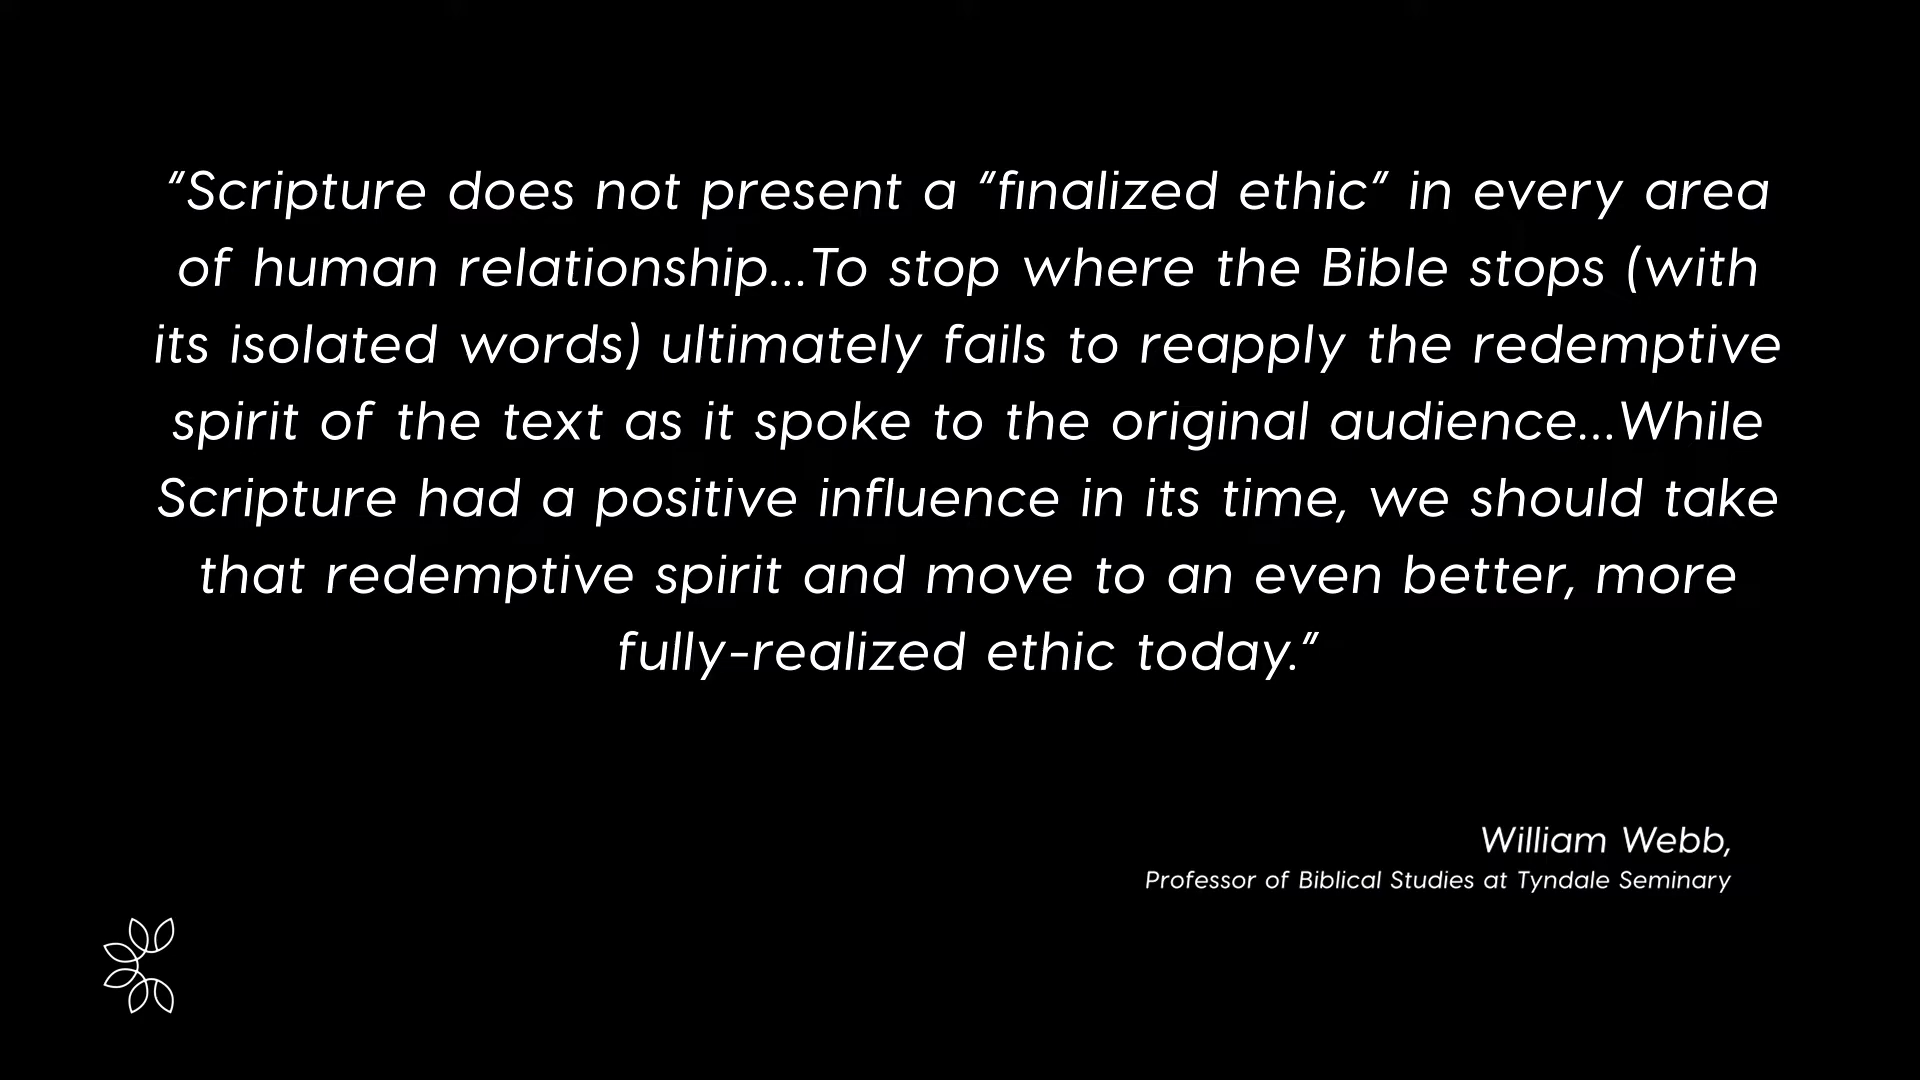 “Scripture does not present a “finalized ethic” in every area
of human relationship...To stop where the Bible stops (with
its isolated words) ultimately fails to reapply the redemptive
spirit of the text as it spoke to the original audience...While
Scripture had a positive influence in its time, we should take
that redemptive spirit and move to an even better, more
fully-realized ethic today.”
William Webb,
Professor of Biblical Studies at Tyndale Seminary